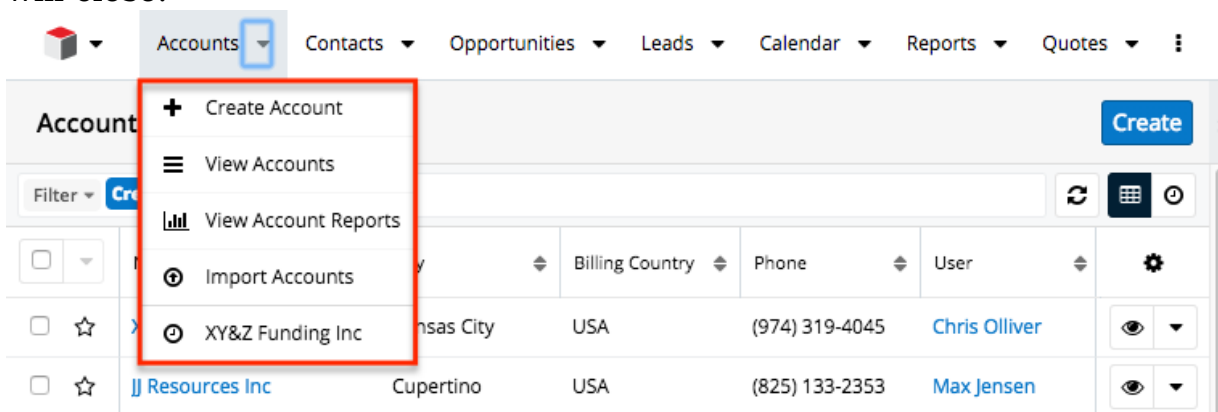 Accounts Contacts Opportunities Leads Calendar Reports Quotes
Create Account
Accoun Create
View Accounts
Filter Cre
View Account Reports
Billing Country Phone User
Import Accounts
XY&Z Funding Inc nsas City USA (974) 319-4045 Chris Olliver
JJ Resources Inc Cupertino USA (825) 133-2353 Max Jensen